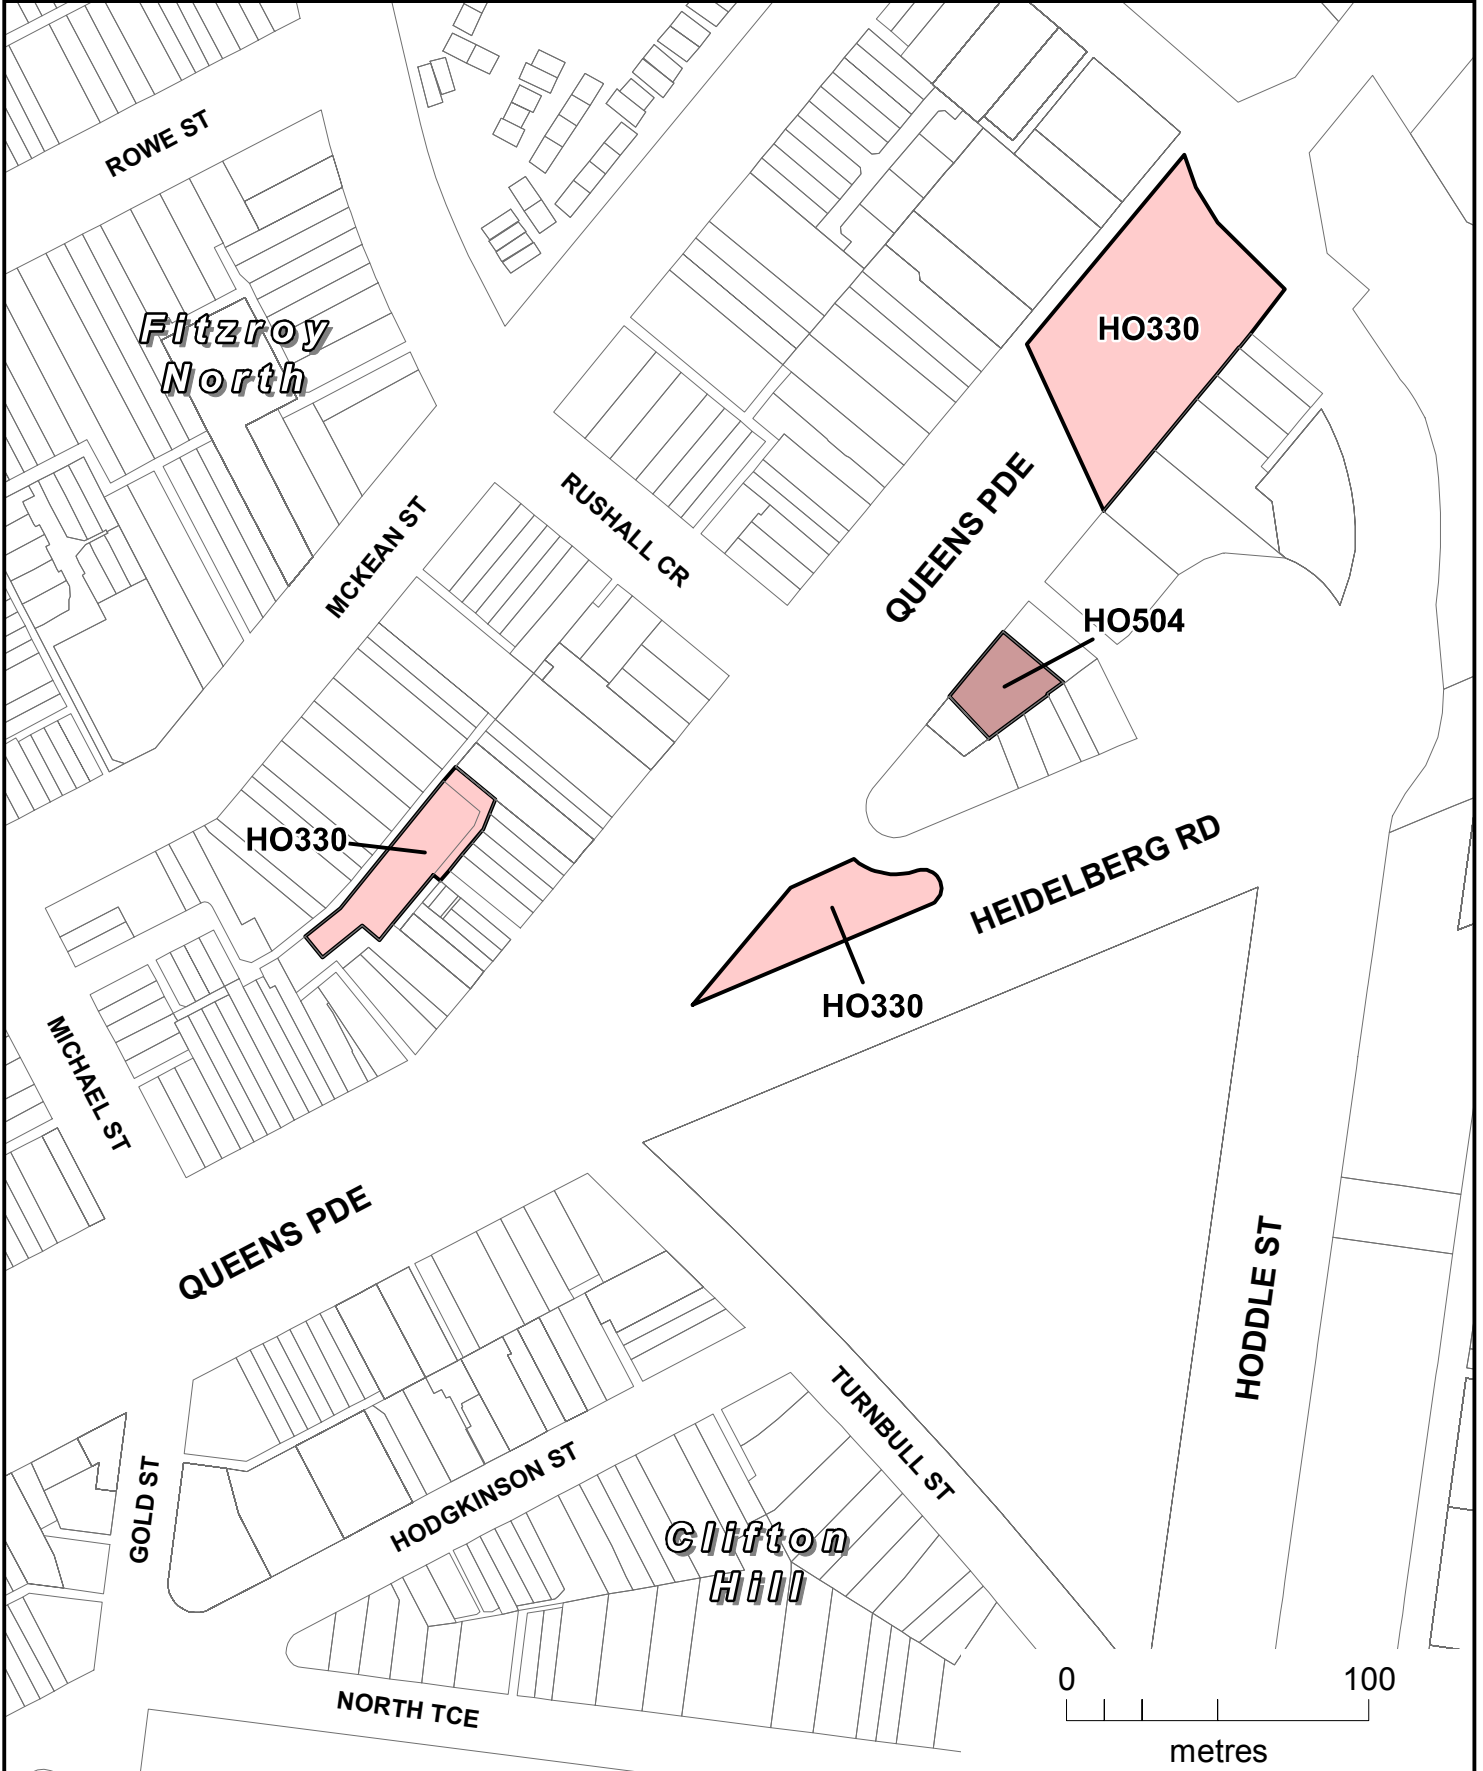 ROWE ST
Fitzroy
North
HO330
MCKEAN ST
RUSHALL CR
QUEENS PDE
HO504
HO330
HEIDELBERG RD
HO330
MICHAEL ST
QUEENS PDE
HODDLE ST
TURNBULL ST
GOLD ST
HODGKINSON ST
Clifton
Hill
NORTH TCE
0 100
metres